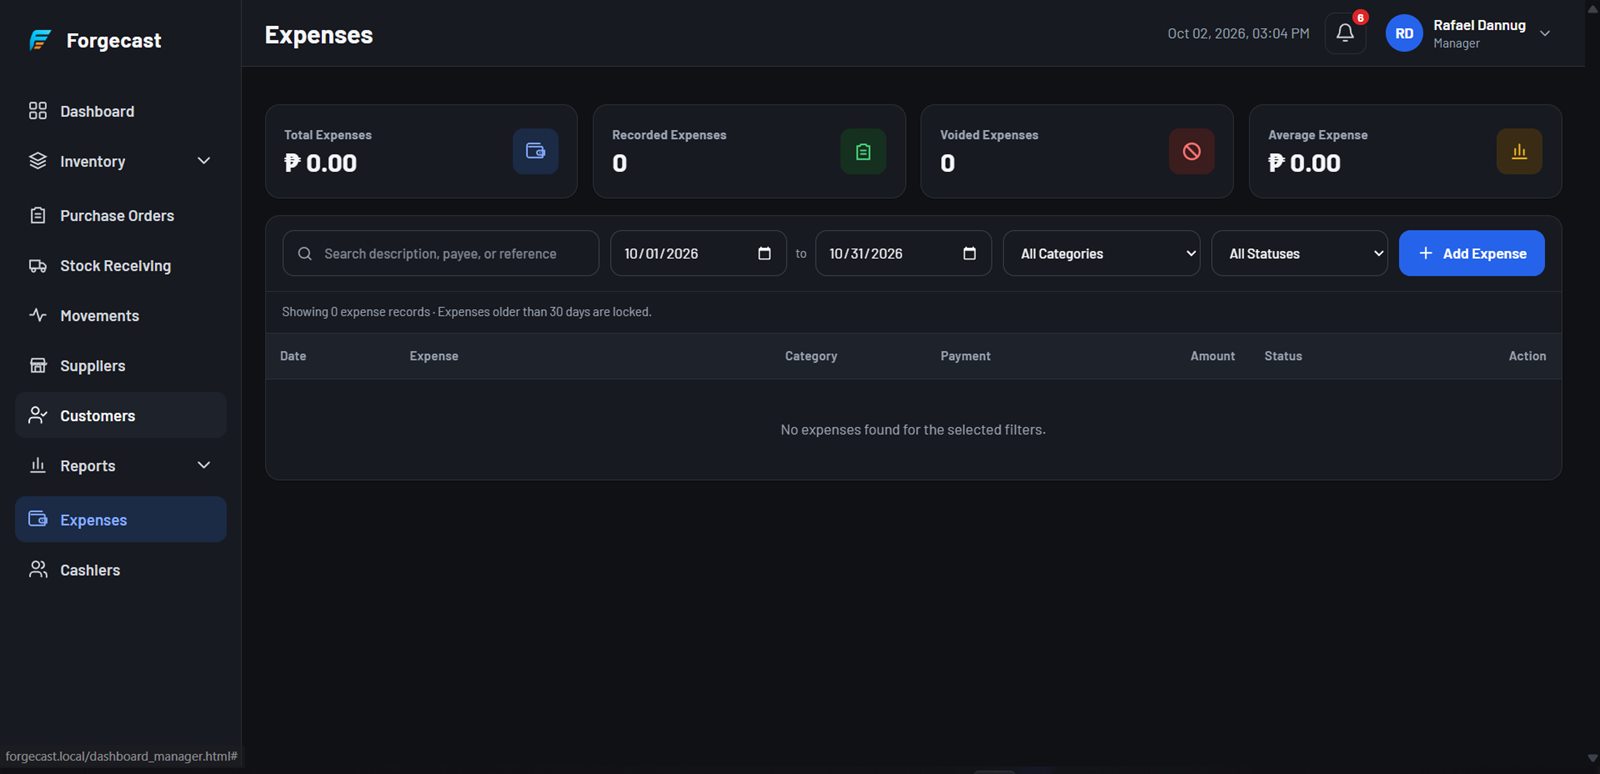 Forgecast
Expenses
Oct 02, 2026, 03:04 PM
6
RD
Rafael Dannug
Manager
Dashboard
Inventory
Purchase Orders
Stock Receiving
Movements
Suppliers
Customers
Reports
Expenses
Cashiers
Total Expenses
₱ 0.00
Recorded Expenses
0
Voided Expenses
0
Average Expense
₱ 0.00
Search description, payee, or reference
10/01/2026
to
10/31/2026
All Categories
All Statuses
+ Add Expense
Showing 0 expense records · Expenses older than 30 days are locked.
Date Expense Category Payment Amount Status Action
No expenses found for the selected filters.
forgecast.local/dashboard_manager.html#